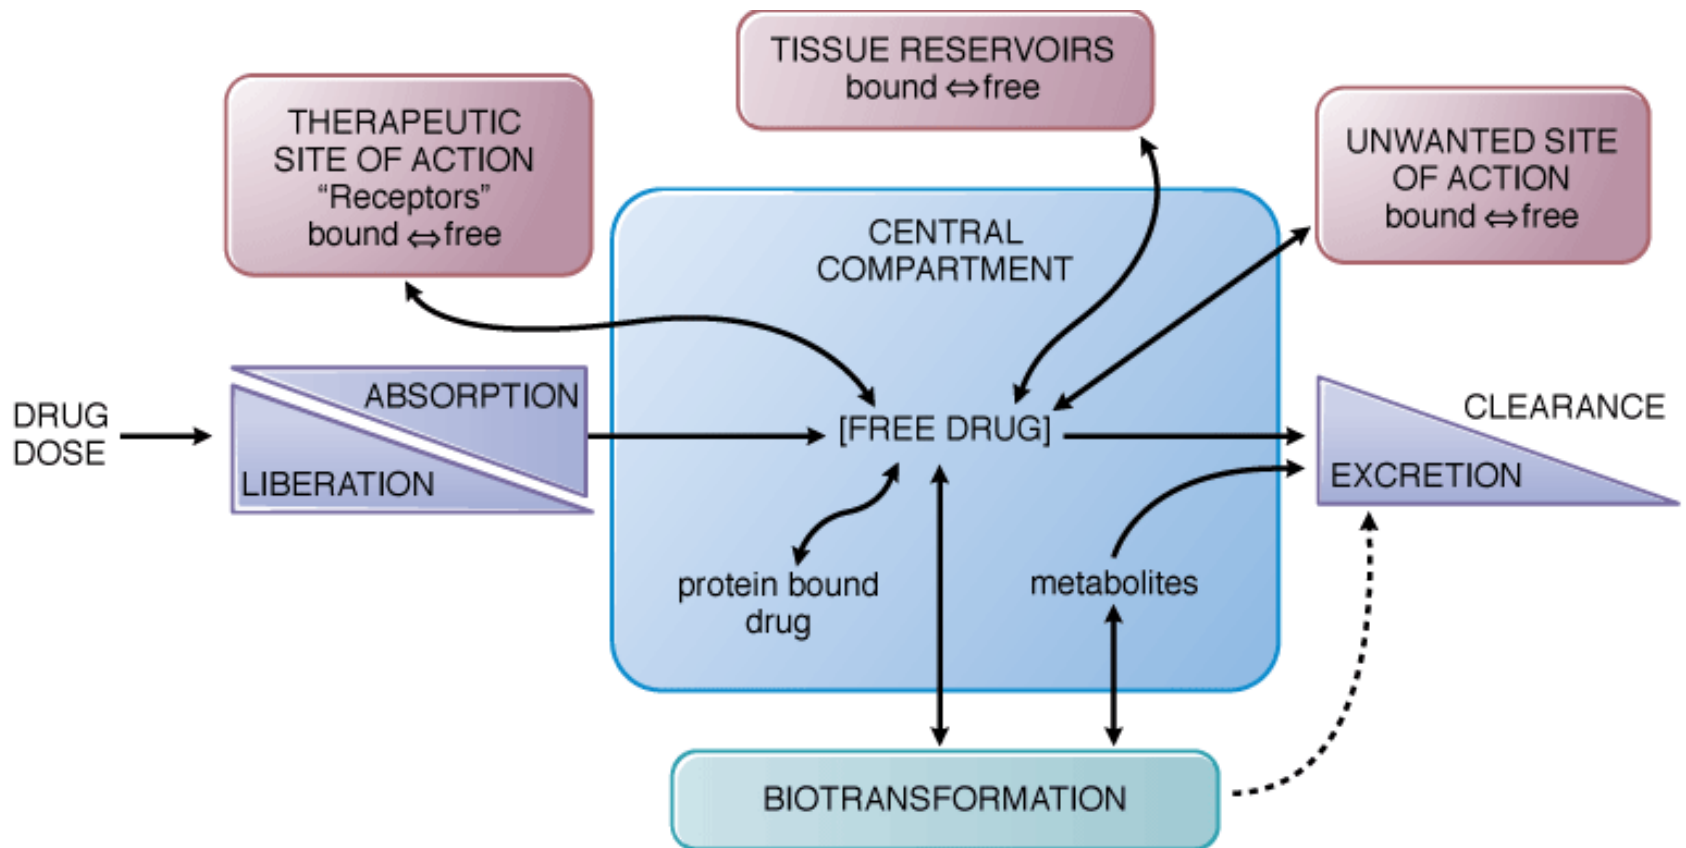 TISSUE RESERVOIRS
bound ⇔ free
THERAPEUTIC
SITE OF ACTION
“Receptors”
bound ⇔ free
UNWANTED SITE
OF ACTION
bound ⇔ free
CENTRAL
COMPARTMENT
DRUG
DOSE
ABSORPTION
LIBERATION
[FREE DRUG]
CLEARANCE
EXCRETION
protein bound
drug
metabolites
BIOTRANSFORMATION